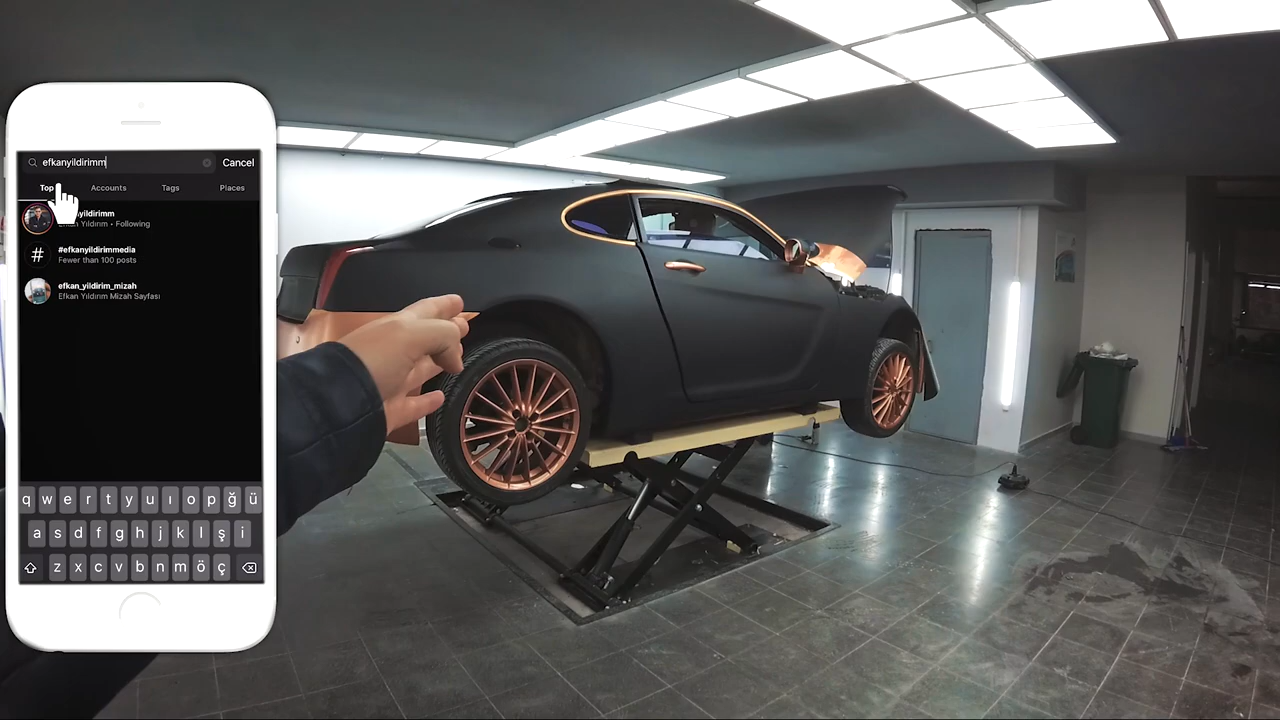 efkanyildirimm
Cancel
Top
Accounts
Tags
Places
yildirimm
Efkan Yıldırım • Following
#efkanyildirimmedia
Fewer than 100 posts
efkan_yildirim_mizah
Efkan Yıldırım Mizah Sayfası
q w e r t y u ı o p ğ ü
a s d f g h j k l ş i
z x c v b n m ö ç